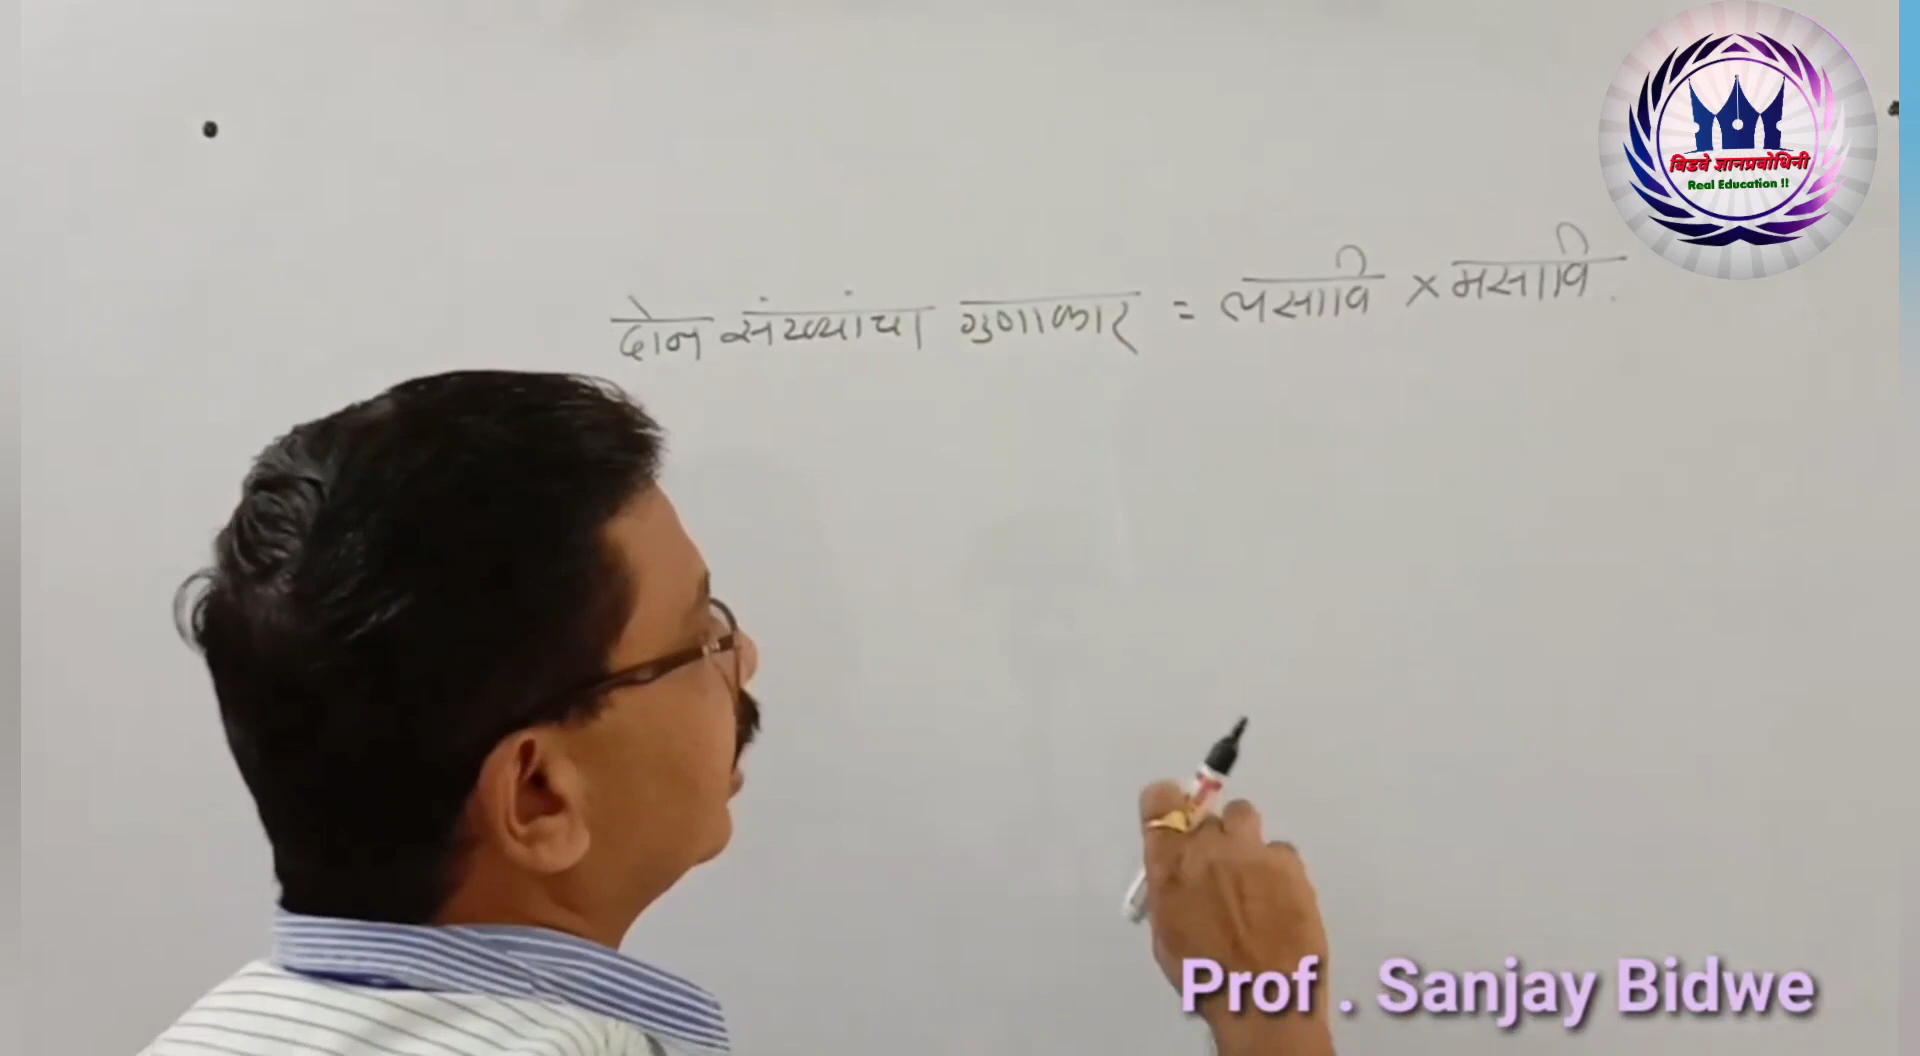 बिडवे ज्ञानप्रबोधिनी
Real Education !!
दोन संख्यांचा गुणाकार = लसावि × मसावि.
Prof . Sanjay Bidwe